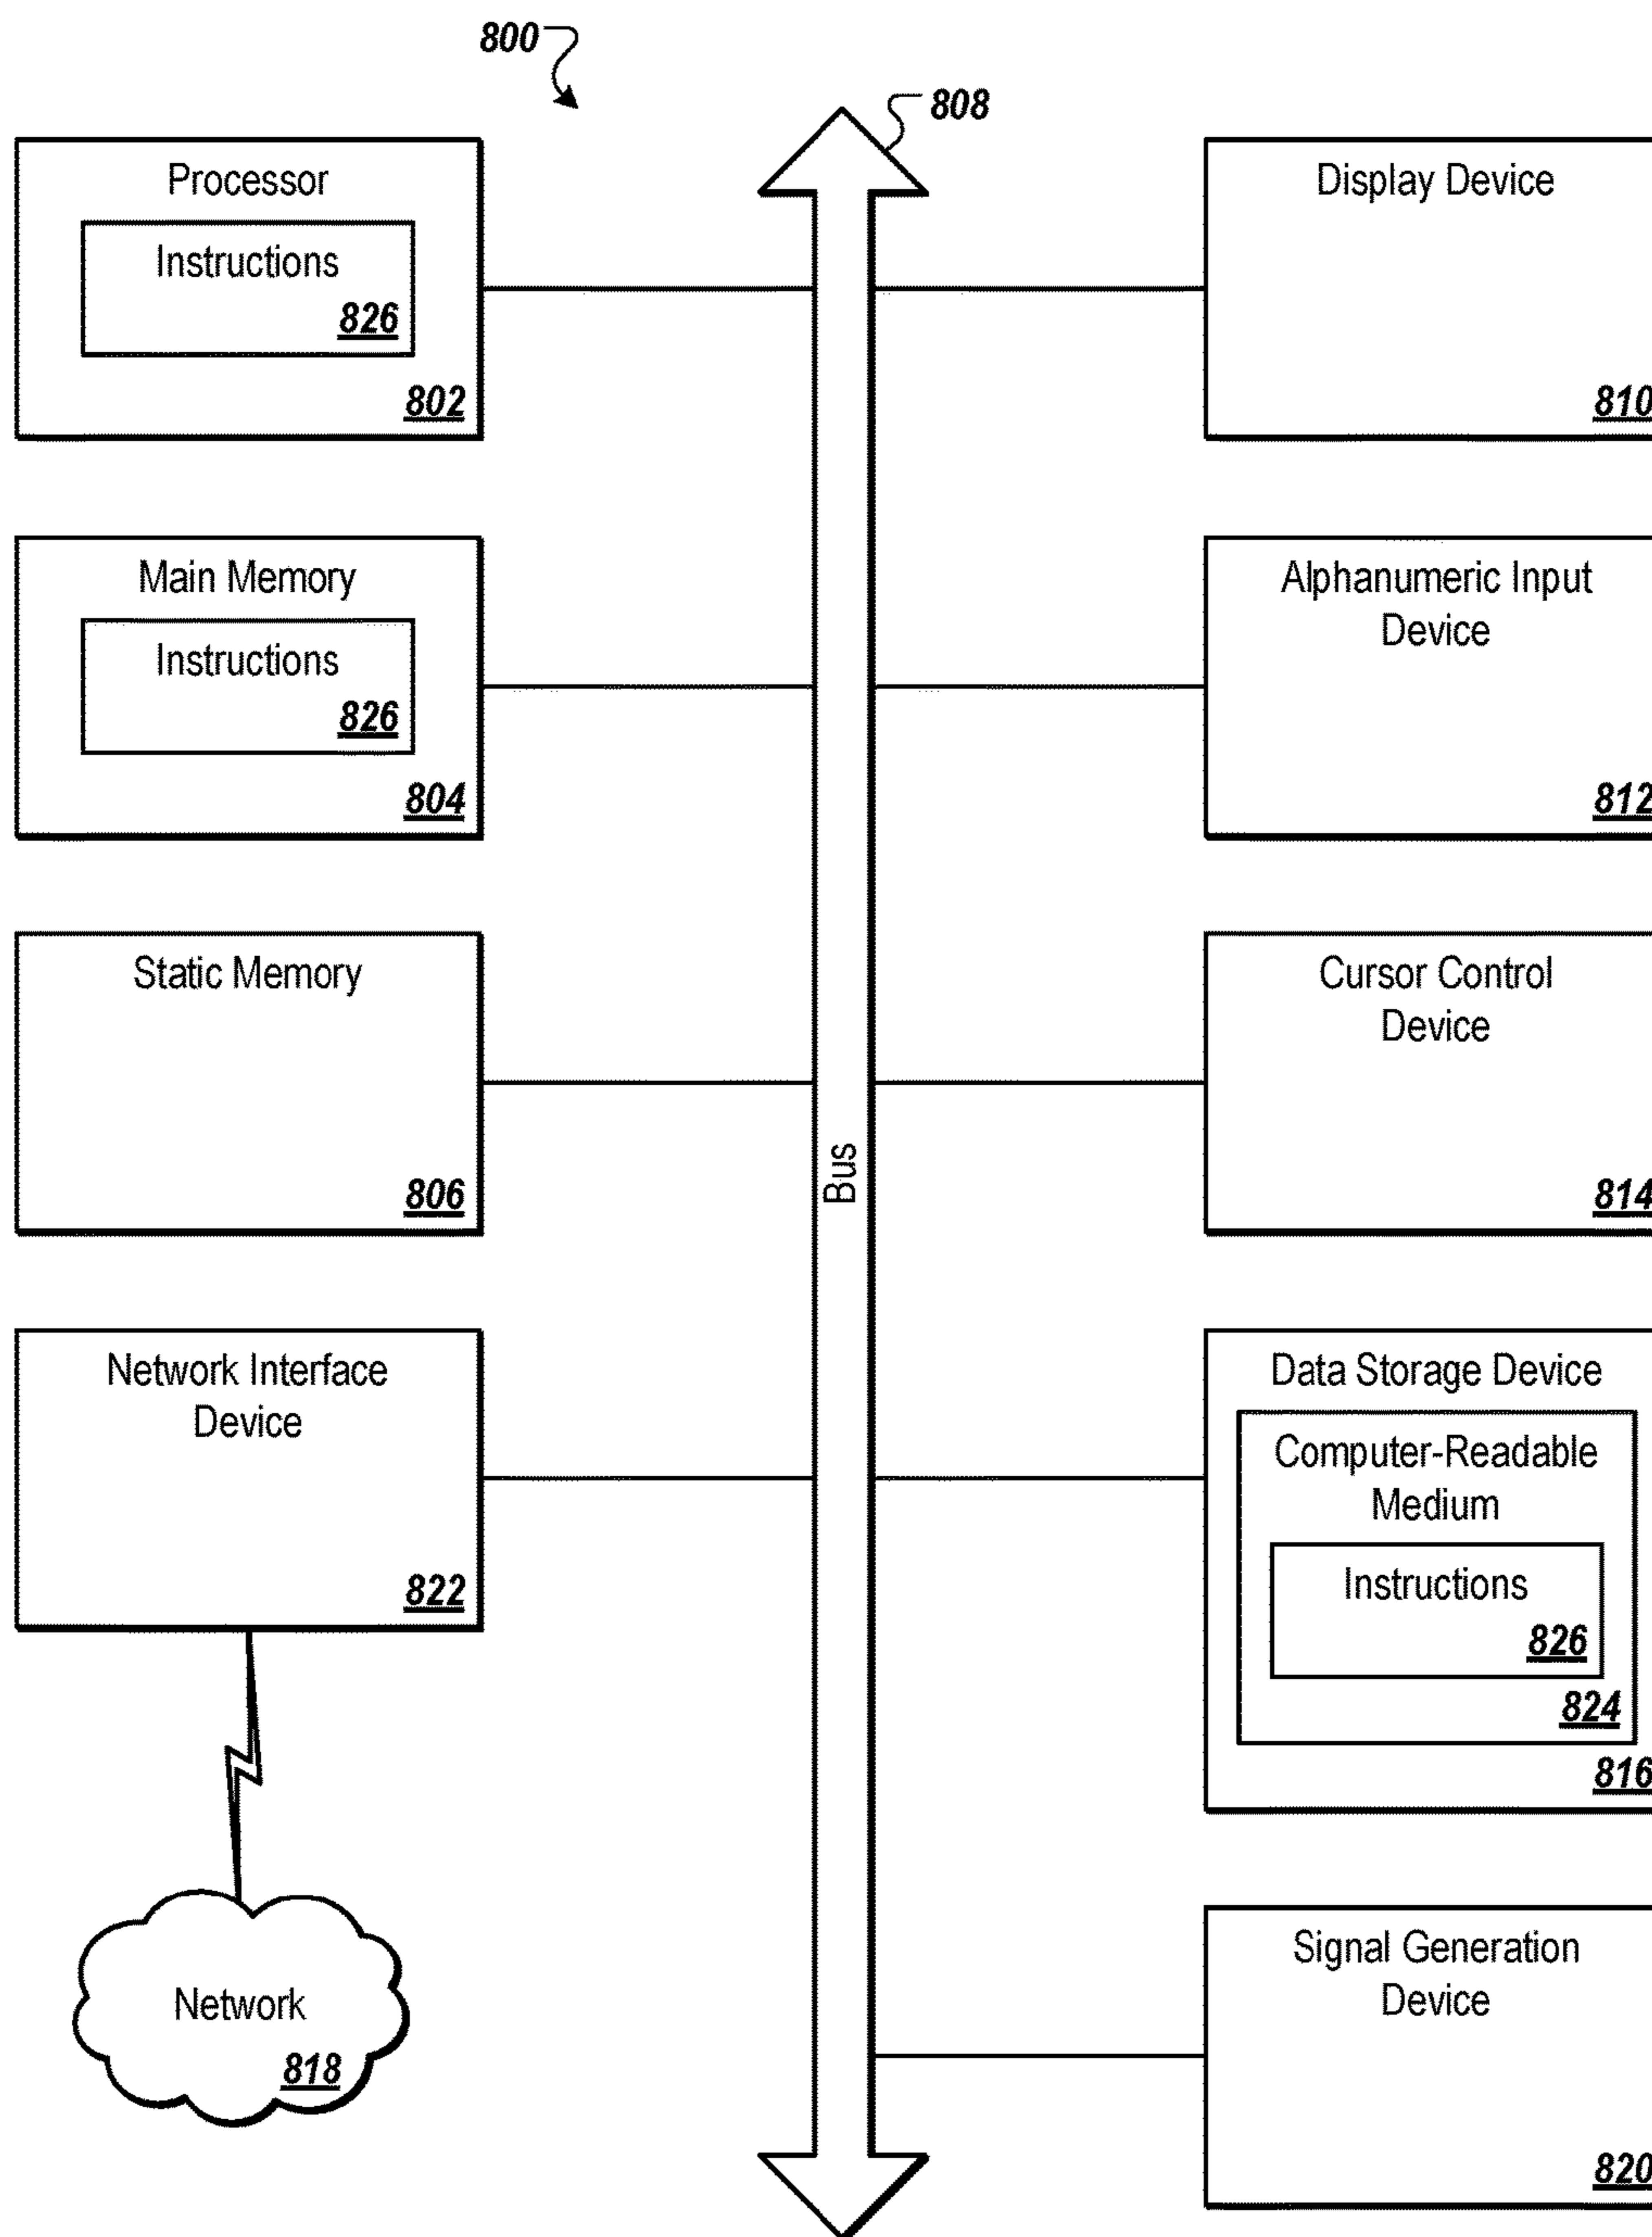 800
808
Processor
Instructions
826
802
Main Memory
Instructions
826
804
Static Memory
806
Network Interface
Device
822
Network
818
Bus
Display Device
810
Alphanumeric Input
Device
812
Cursor Control
Device
814
Data Storage Device
Computer-Readable
Medium
Instructions
826
824
816
Signal Generation
Device
820